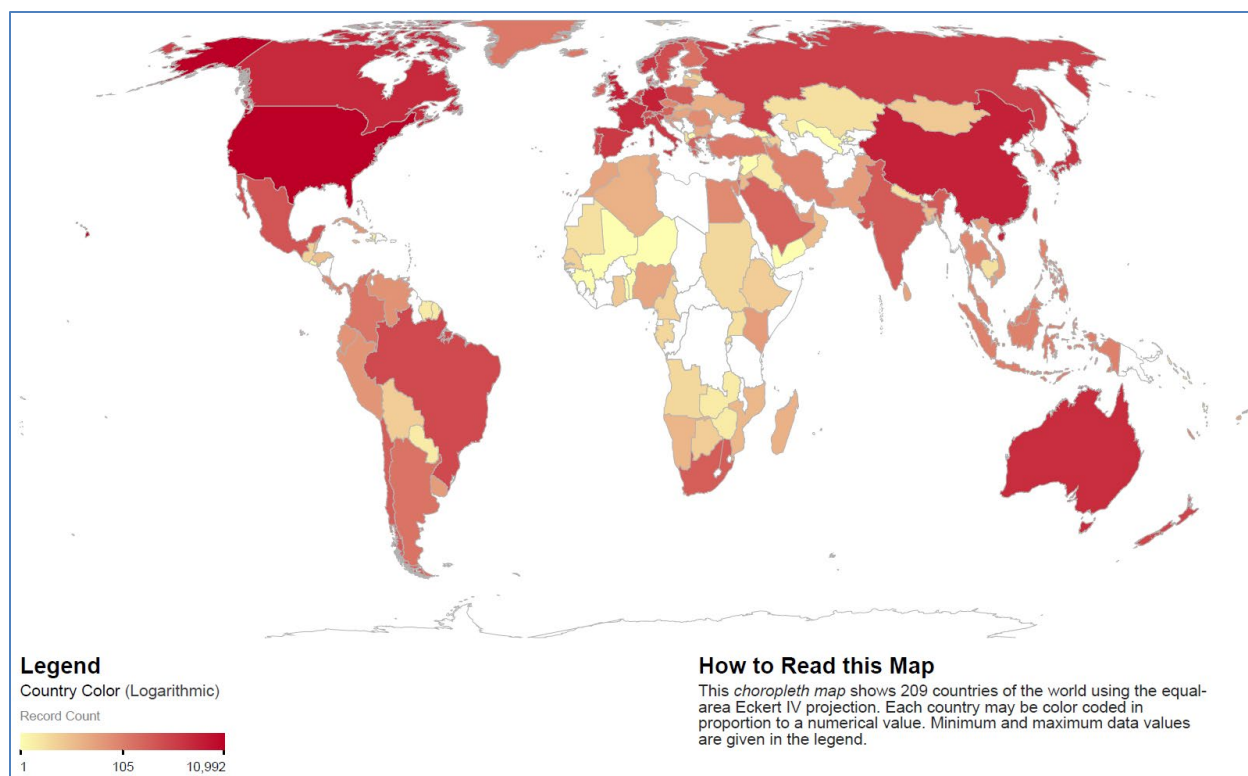 Legend
Country Color (Logarithmic)
Record Count
1 105 10,992
How to Read this Map
This choropleth map shows 209 countries of the world using the equal-
area Eckert IV projection. Each country may be color coded in
proportion to a numerical value. Minimum and maximum data values
are given in the legend.